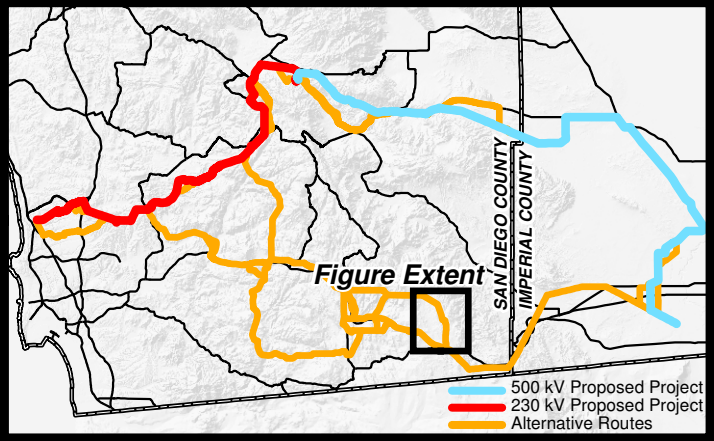 SAN DIEGO COUNTY
IMPERIAL COUNTY
Figure Extent
500 kV Proposed Project
230 kV Proposed Project
Alternative Routes